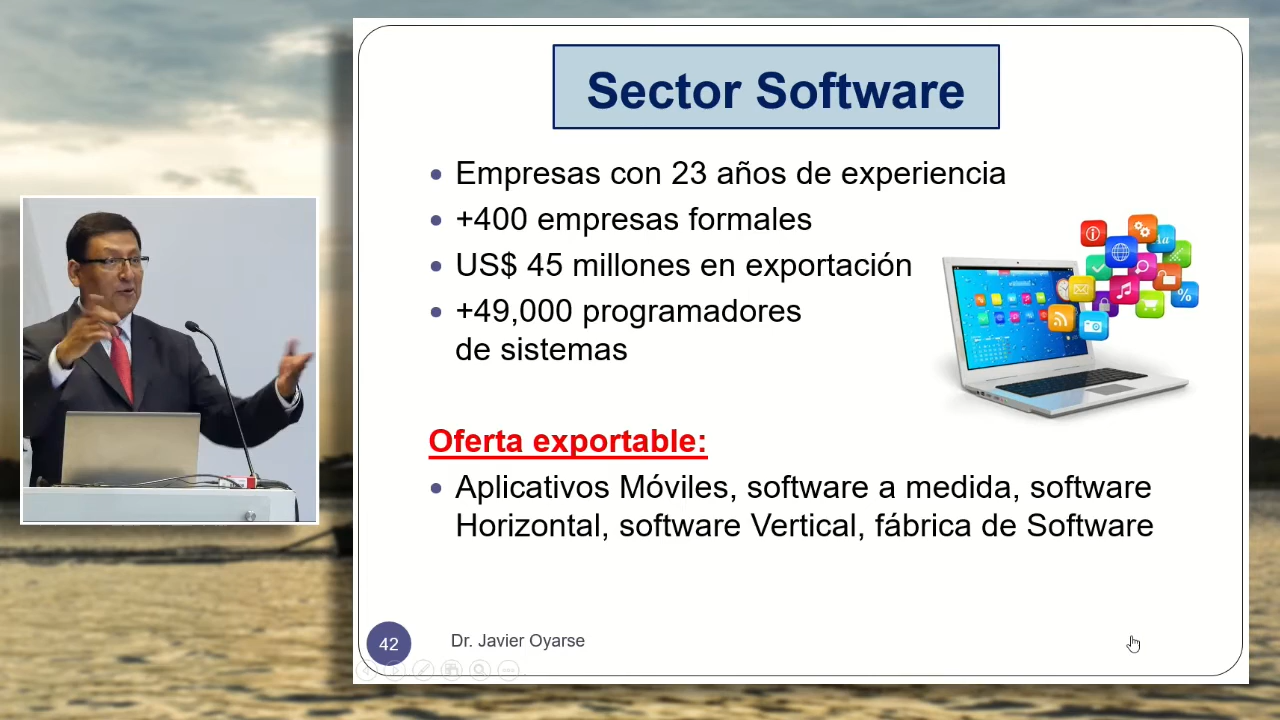 Sector Software
Empresas con 23 años de experiencia
+400 empresas formales
US$ 45 millones en exportación
+49,000 programadores
de sistemas
Oferta exportable:
Aplicativos Móviles, software a medida, software
Horizontal, software Vertical, fábrica de Software
42
Dr. Javier Oyarse